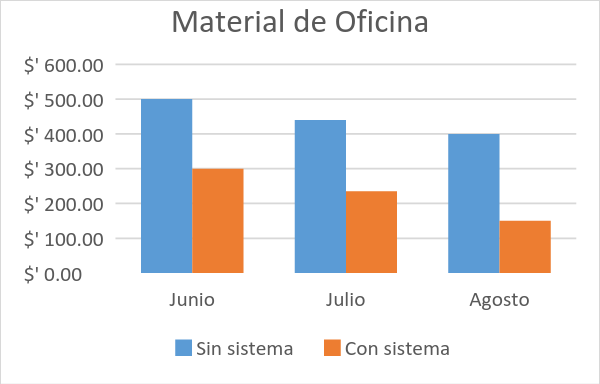 Material de Oficina
$' 600.00
$' 500.00
$' 400.00
$' 300.00
$' 200.00
$' 100.00
$' 0.00
Junio Julio Agosto
Sin sistema Con sistema